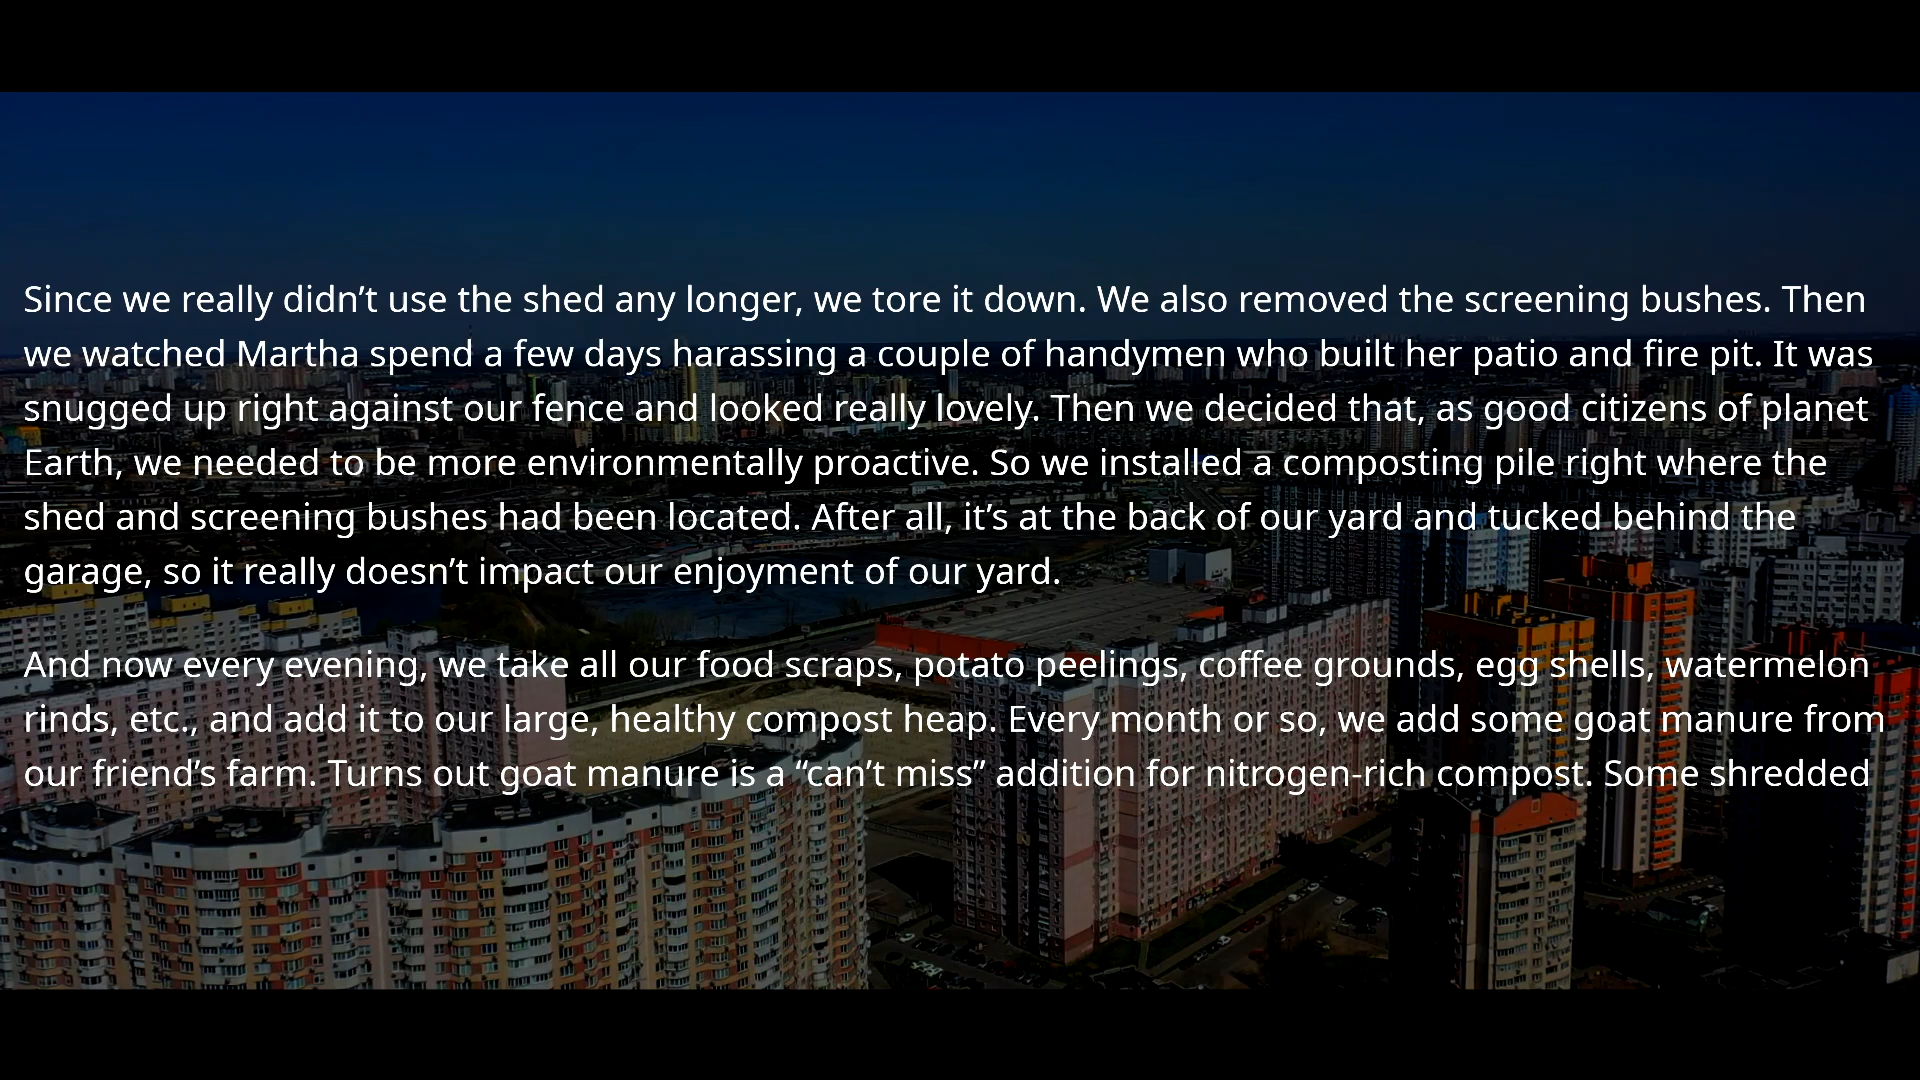 Since we really didn’t use the shed any longer, we tore it down. We also removed the screening bushes. Then
we watched Martha spend a few days harassing a couple of handymen who built her patio and fire pit. It was
snugged up right against our fence and looked really lovely. Then we decided that, as good citizens of planet
Earth, we needed to be more environmentally proactive. So we installed a composting pile right where the
shed and screening bushes had been located. After all, it’s at the back of our yard and tucked behind the
garage, so it really doesn’t impact our enjoyment of our yard.
And now every evening, we take all our food scraps, potato peelings, coffee grounds, egg shells, watermelon
rinds, etc., and add it to our large, healthy compost heap. Every month or so, we add some goat manure from
our friend’s farm. Turns out goat manure is a “can’t miss” addition for nitrogen-rich compost. Some shredded